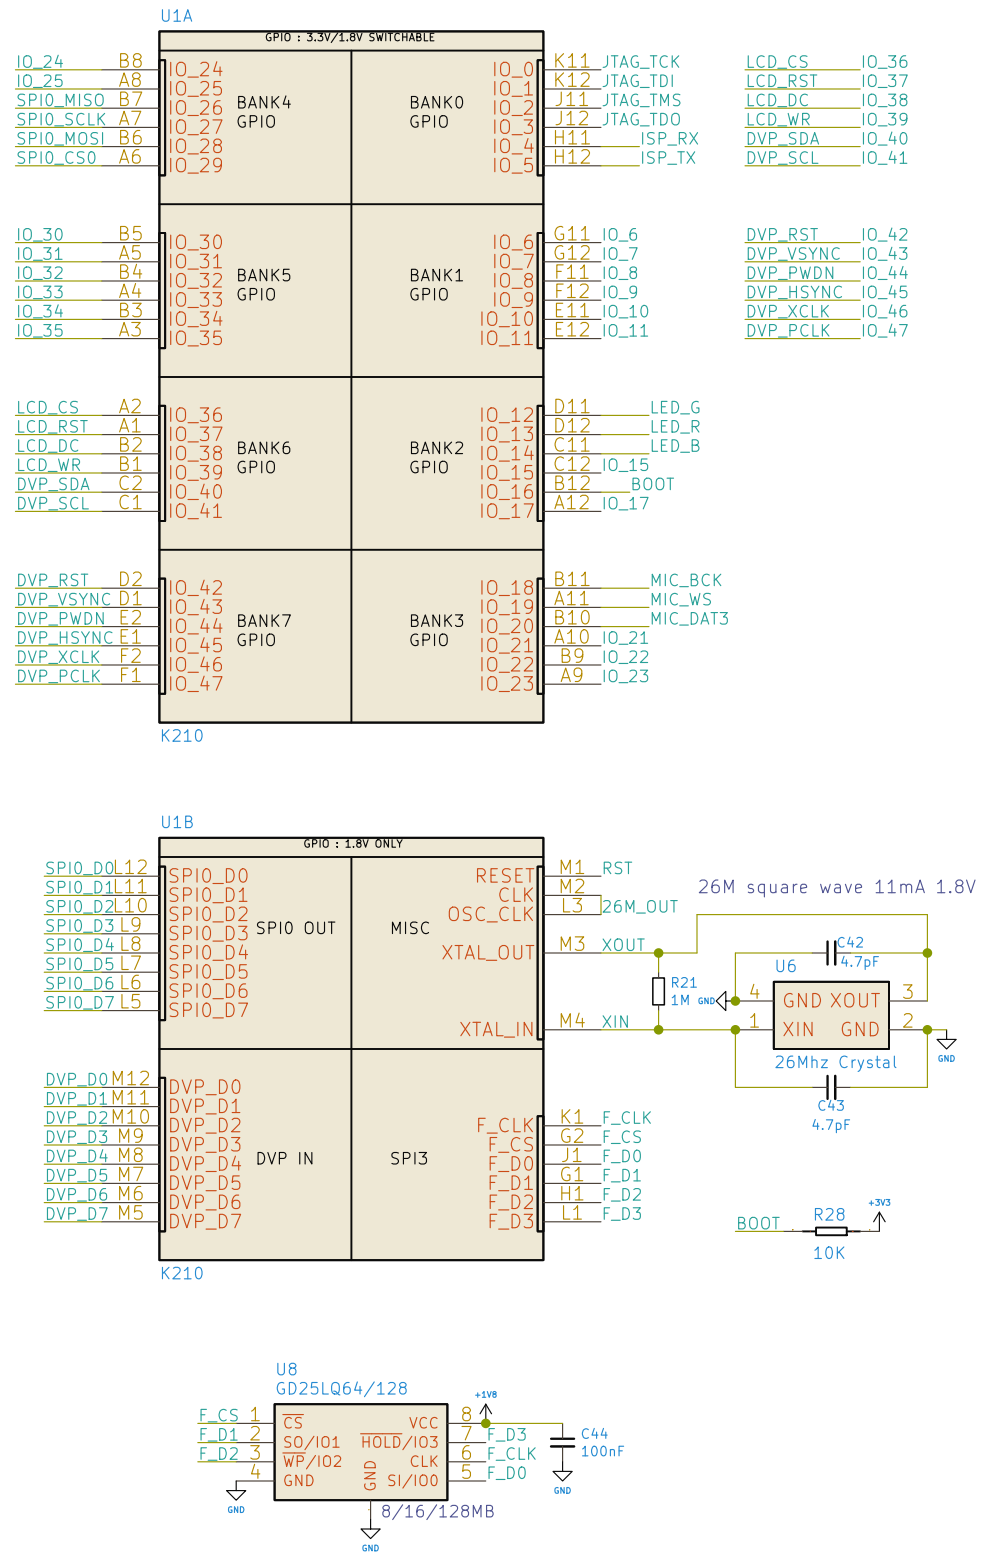 U1A
GPIO : 3.3V/1.8V SWITCHABLE
IO_24 B8 IO_24 IO_0 K11 JTAG_TCK LCD_CS IO_36
IO_25 A8 IO_25 BANK4 BANK0 IO_1 K12 JTAG_TDI LCD_RST IO_37
SPI0_MISO B7 IO_26 GPIO GPIO IO_2 J11 JTAG_TMS LCD_DC IO_38
SPI0_SCLK A7 IO_27 IO_3 J12 JTAG_TDO LCD_WR IO_39
SPI0_MOSI B6 IO_28 IO_4 H11 ISP_RX DVP_SDA IO_40
SPI0_CS0 A6 IO_29 IO_5 H12 ISP_TX DVP_SCL IO_41
IO_30 B5 IO_30 IO_6 G11 IO_6 DVP_RST IO_42
IO_31 A5 IO_31 BANK5 BANK1 IO_7 G12 IO_7 DVP_VSYNC IO_43
IO_32 B4 IO_32 GPIO GPIO IO_8 F11 IO_8 DVP_PWDN IO_44
IO_33 A4 IO_33 IO_9 F12 IO_9 DVP_HSYNC IO_45
IO_34 B3 IO_34 IO_10 E11 IO_10 DVP_XCLK IO_46
IO_35 A3 IO_35 IO_11 E12 IO_11 DVP_PCLK IO_47
LCD_CS A2 IO_36 IO_12 D11 LED_G
LCD_RST A1 IO_37 BANK6 BANK2 IO_13 D12 LED_R
LCD_DC B2 IO_38 GPIO GPIO IO_14 C11 LED_B
LCD_WR B1 IO_39 IO_15 C12 IO_15
DVP_SDA C2 IO_40 IO_16 B12 BOOT
DVP_SCL C1 IO_41 IO_17 A12 IO_17
DVP_RST D2 IO_42 IO_18 B11 MIC_BCK
DVP_VSYNC D1 IO_43 BANK7 BANK3 IO_19 A11 MIC_WS
DVP_PWDN E2 IO_44 GPIO GPIO IO_20 B10 MIC_DAT3
DVP_HSYNC E1 IO_45 IO_21 A10 IO_21
DVP_XCLK F2 IO_46 IO_22 B9 IO_22
DVP_PCLK F1 IO_47 IO_23 A9 IO_23
K210
U1B
GPIO : 1.8V ONLY
SPI0_D0 L12 SPI0_D0 RESET M1 RST
SPI0_D1 L11 SPI0_D1 CLK M2 26M square wave 11mA 1.8V
SPI0_D2 L10 SPI0_D2 OSC_CLK L3 26M_OUT
SPI0_D3 L9 SPI0_D3 SPI0 OUT MISC
SPI0_D4 L8 SPI0_D4 XTAL_OUT M3 XOUT C42
4.7pF
SPI0_D5 L7 SPI0_D5 U6
SPI0_D6 L6 SPI0_D6 R21
1M GND 4 GND XOUT 3
SPI0_D7 L5 SPI0_D7
XTAL_IN M4 XIN 1 XIN GND 2
GND
26Mhz Crystal
DVP_D0 M12 DVP_D0
DVP_D1 M11 DVP_D1 C43
DVP_D2 M10 DVP_D2 F_CLK K1 F_CLK 4.7pF
DVP_D3 M9 DVP_D3 F_CS G2 F_CS
DVP_D4 M8 DVP_D4 DVP IN SPI3 F_D0 J1 F_D0
DVP_D5 M7 DVP_D5 F_D1 G1 F_D1
DVP_D6 M6 DVP_D6 F_D2 H1 F_D2 +3V3
DVP_D7 M5 DVP_D7 F_D3 L1 F_D3 BOOT R28
10K
K210
U8
GD25LQ64/128
+1V8
F_CS 1 CS VCC 8
F_D1 2 SO/IO1 HOLD/IO3 7 F_D3 C44
F_D2 3 WP/IO2 CLK 6 F_CLK 100nF
4 GND GND SI/IO0 5 F_D0
GND
GND
8/16/128MB
GND